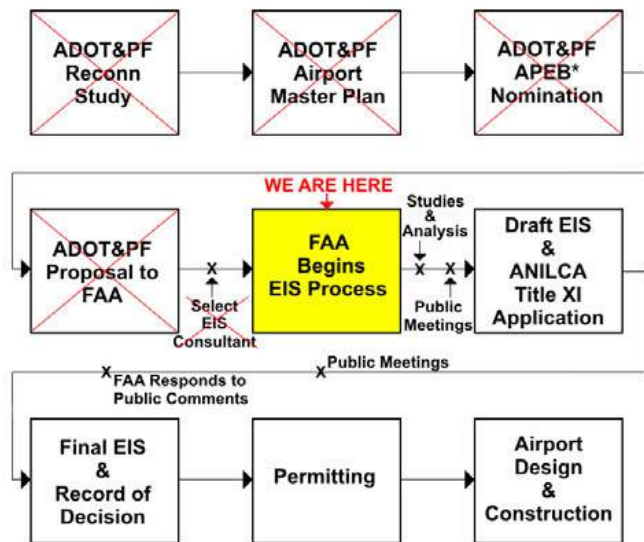 ADOT&PF
Reconn
Study
ADOT&PF
Airport
Master Plan
ADOT&PF
APEB*
Nomination
WE ARE HERE
ADOT&PF
Proposal to
FAA
Select
EIS
Consultant
FAA
Begins
EIS Process
Studies
&
Analysis
Public
Meetings
Draft EIS
&
ANILCA
Title XI
Application
X
X
X
X
FAA Responds to
Public Comments
X
Public Meetings
Final EIS
&
Record of
Decision
Permitting
Airport
Design
&
Construction